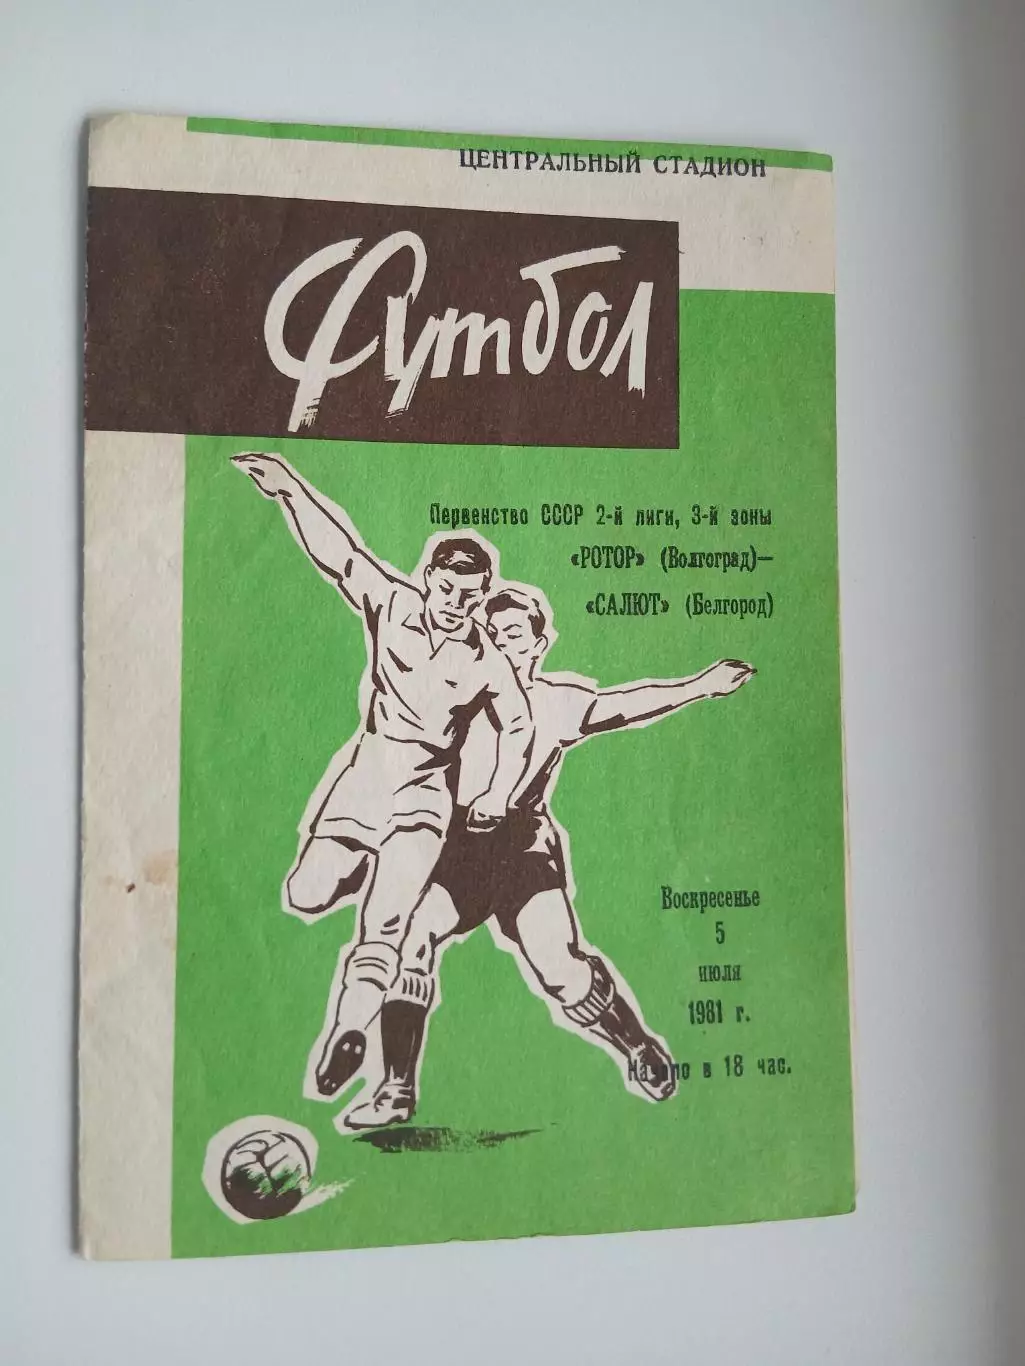 ЦЕНТРАЛЬНЫЙ СТАДИОН
Футбол
Первенство СССР 2-й лиги, 3-й зоны
«РОТОР» (Волгоград)—
«САЛЮТ» (Белгород)
Воскресенье
5
июля
1981 г.
Начало в 18 час.